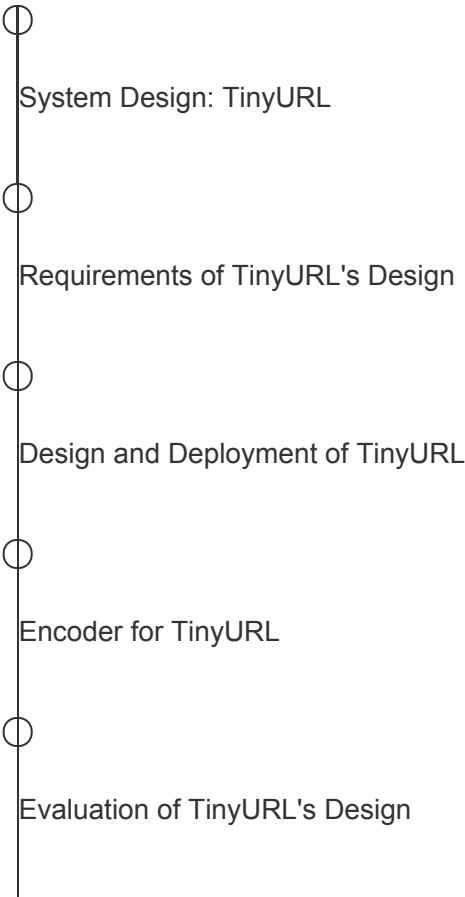 System Design: TinyURL
Requirements of TinyURL's Design
Design and Deployment of TinyURL
Encoder for TinyURL
Evaluation of TinyURL's Design